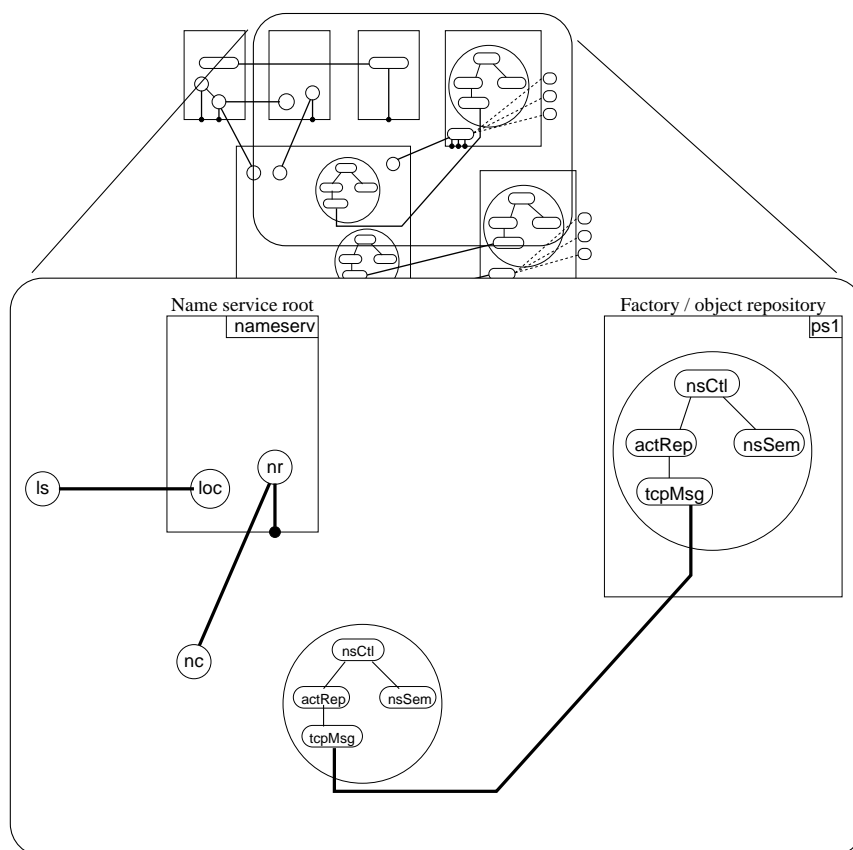 Name service root
nameserv
Factory / object repository
ps1
nsCtl
actRep
nsSem
tcpMsg
ls
loc
nr
nc
nsCtl
actRep
nsSem
tcpMsg